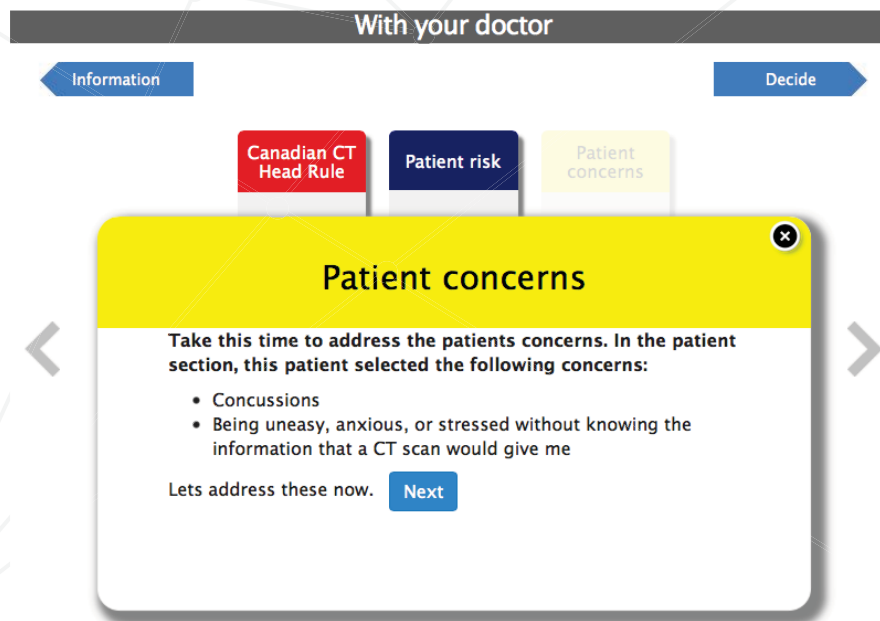 With your doctor
Information
Decide
Canadian CT
Head Rule
Patient risk
Patient
concerns
Patient concerns
Take this time to address the patients concerns. In the patient
section, this patient selected the following concerns:
• Concussions
• Being uneasy, anxious, or stressed without knowing the
information that a CT scan would give me
Lets address these now.
Next